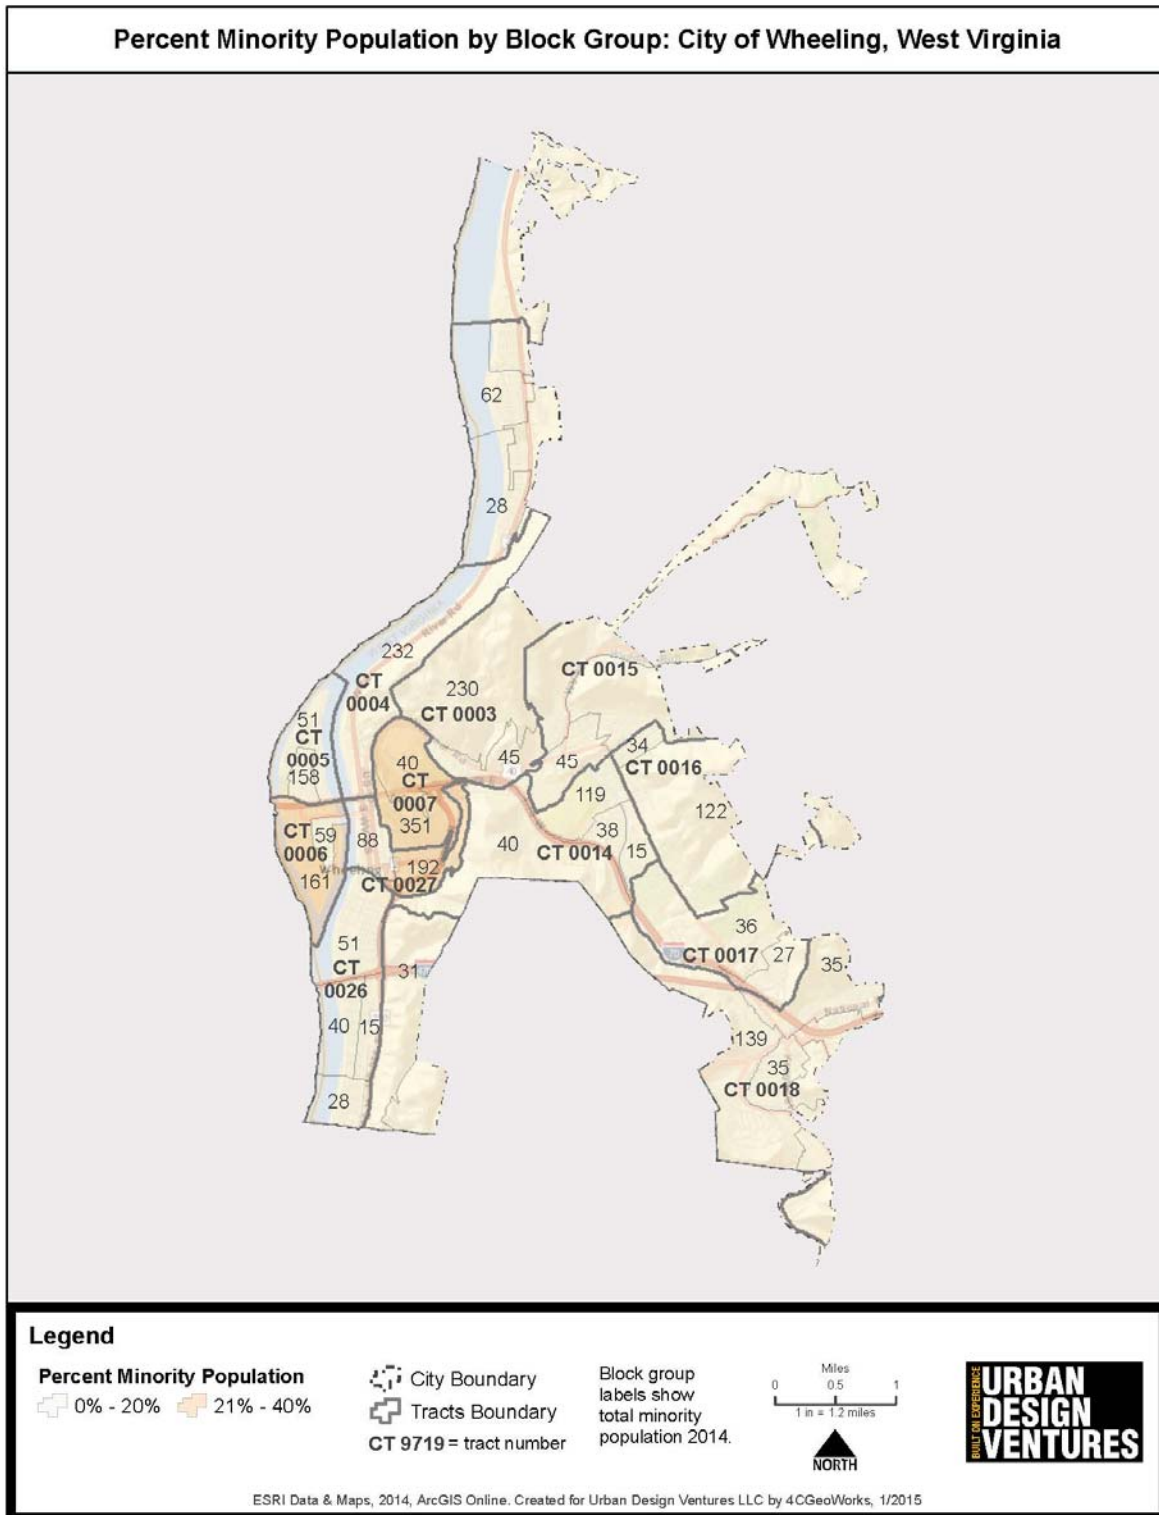 Percent Minority Population by Block Group: City of Wheeling, West Virginia
62
28
River Rd
232
CT
0004
230
CT 0003
CT 0015
51
CT
0005
158
40
CT
0007
351
45
45
34
CT 0016
119
122
CT
0006
59
88
192
CT 0027
Wheeling
161
40
CT 0014
38
15
51
CT
0026
31
36
CT 0017
27
35
National
40
15
139
35
CT 0018
28
Legend
Percent Minority Population
0% - 20%
21% - 40%
City Boundary
Tracts Boundary
CT 9719 = tract number
Block group
labels show
total minority
population 2014.
Miles
0 0.5 1
1 in = 1.2 miles
NORTH
BUILT ON EXPERIENCE
URBAN
DESIGN
VENTURES
ESRI Data & Maps, 2014, ArcGIS Online. Created for Urban Design Ventures LLC by 4CGeoWorks, 1/2015